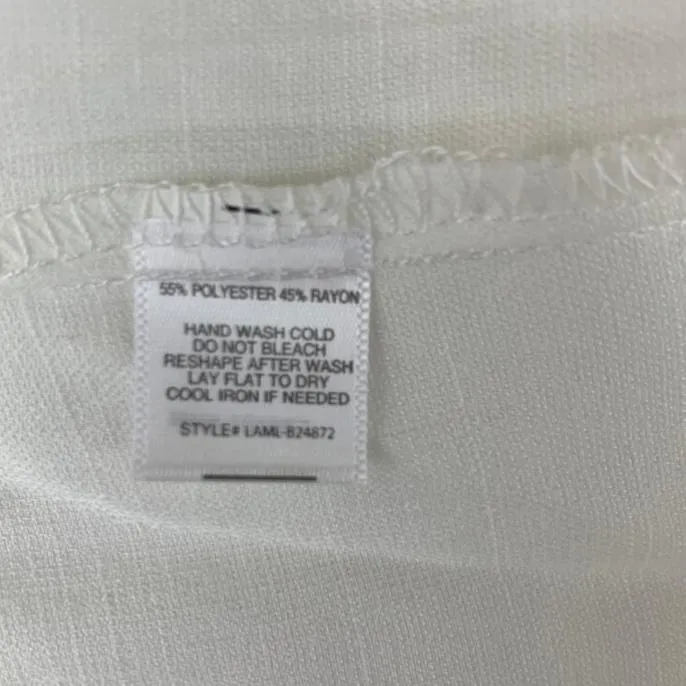 55% POLYESTER 45% RAYON
HAND WASH COLD
DO NOT BLEACH
RESHAPE AFTER WASH
LAY FLAT TO DRY
COOL IRON IF NEEDED
STYLE# LAML-B24872